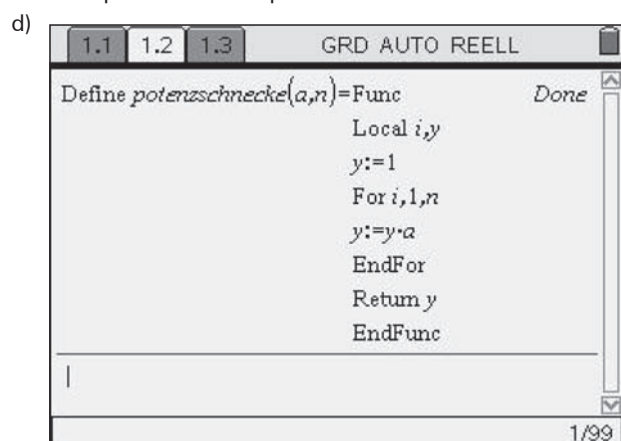 d)
1.1 1.2 1.3 GRD AUTO REELL
Define potenzschnecke(a,n)=Func Done
Local i,y
y:=1
For i,1,n
y:=y·a
EndFor
Return y
EndFunc
1/99